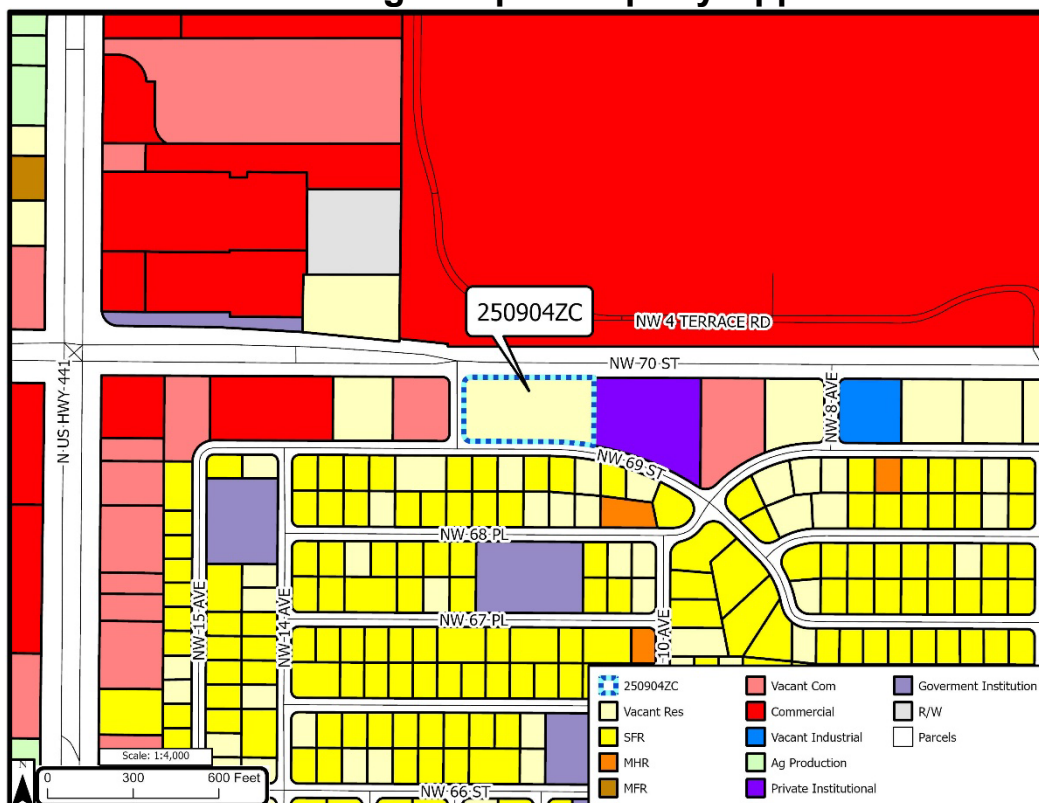 250904ZC
NW 4 TERRACE RD
NW 70 ST
N US HWY 441
NW 8 AVE
NW 69 ST
NW 68 PL
NW 15 AVE
NW 14 AVE
NW 67 PL
10 AVE
NW 66 ST
Scale: 1:4,000
N
0 300 600 Feet
250904ZC
Vacant Res
SFR
MHR
MFR
Vacant Com
Commercial
Vacant Industrial
Ag Production
Private Institutional
Goverment Institution
R/W
Parcels